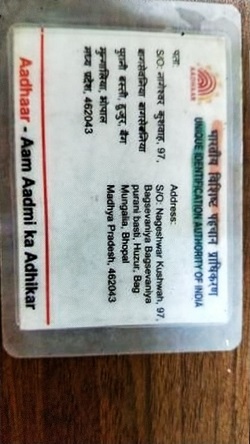 भारतीय विशिष्ट पहचान प्राधिकरण
UNIQUE IDENTIFICATION AUTHORITY OF INDIA
AADHAAR
पता:
S/O: नागेश्वर कुशवाह, 97,
बागसेवनिया बागसेवनिया
पुरानी बस्ती, हुजूर, बैग
मुन्गालिया, भोपाल
मध्य प्रदेश, 462043
Address:
S/O: Nageshwar Kushwah, 97,
Bagsevaniya Bagsevaniya
purani basti, Huzur, Bag
Mungalia, Bhopal
Madhya Pradesh, 462043
Aadhaar - Aam Aadmi ka Adhikar